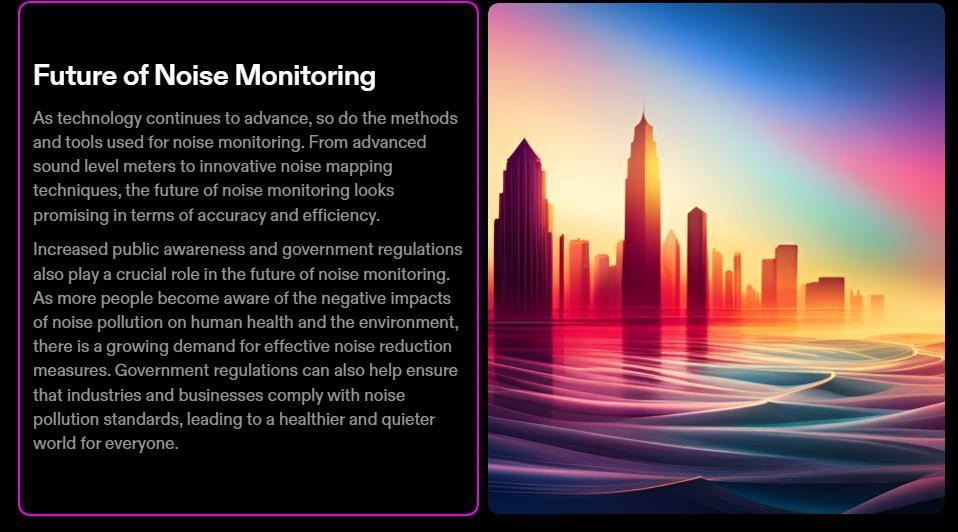 Future of Noise Monitoring
As technology continues to advance, so do the methods
and tools used for noise monitoring. From advanced
sound level meters to innovative noise mapping
techniques, the future of noise monitoring looks
promising in terms of accuracy and efficiency.
Increased public awareness and government regulations
also play a crucial role in the future of noise monitoring.
As more people become aware of the negative impacts
of noise pollution on human health and the environment,
there is a growing demand for effective noise reduction
measures. Government regulations can also help ensure
that industries and businesses comply with noise
pollution standards, leading to a healthier and quieter
world for everyone.